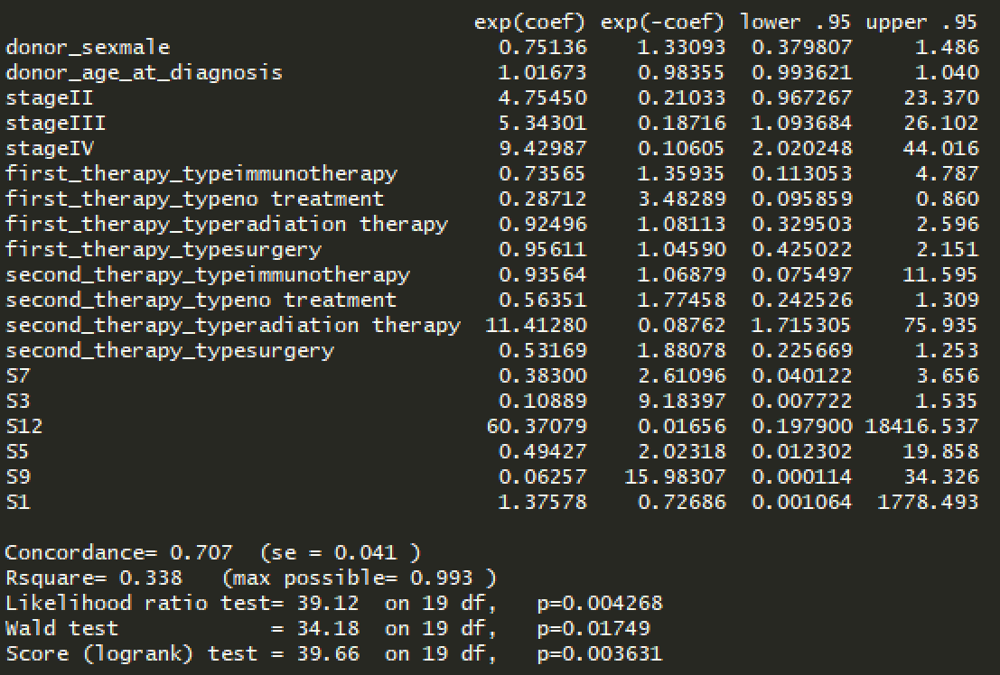 exp(coef) exp(-coef) lower .95 upper .95
donor_sexmale 0.75136 1.33093 0.379807 1.486
donor_age_at_diagnosis 1.01673 0.98355 0.993621 1.040
stageII 4.75450 0.21033 0.967267 23.370
stageIII 5.34301 0.18716 1.093684 26.102
stageIV 9.42987 0.10605 2.020248 44.016
first_therapy_typeimmunotherapy 0.73565 1.35935 0.113053 4.787
first_therapy_typeno treatment 0.28712 3.48289 0.095859 0.860
first_therapy_typeradiation therapy 0.92496 1.08113 0.329503 2.596
first_therapy_typesurgery 0.95611 1.04590 0.425022 2.151
second_therapy_typeimmunotherapy 0.93564 1.06879 0.075497 11.595
second_therapy_typeno treatment 0.56351 1.77458 0.242526 1.309
second_therapy_typeradiation therapy 11.41280 0.08762 1.715305 75.935
second_therapy_typesurgery 0.53169 1.88078 0.225669 1.253
S7 0.38300 2.61096 0.040122 3.656
S3 0.10889 9.18397 0.007722 1.535
S12 60.37079 0.01656 0.197900 18416.537
S5 0.49427 2.02318 0.012302 19.858
S9 0.06257 15.98307 0.000114 34.326
S1 1.37578 0.72686 0.001064 1778.493
Concordance= 0.707 (se = 0.041 )
Rsquare= 0.338 (max possible= 0.993 )
Likelihood ratio test= 39.12 on 19 df, p=0.004268
Wald test = 34.18 on 19 df, p=0.01749
Score (logrank) test = 39.66 on 19 df, p=0.003631